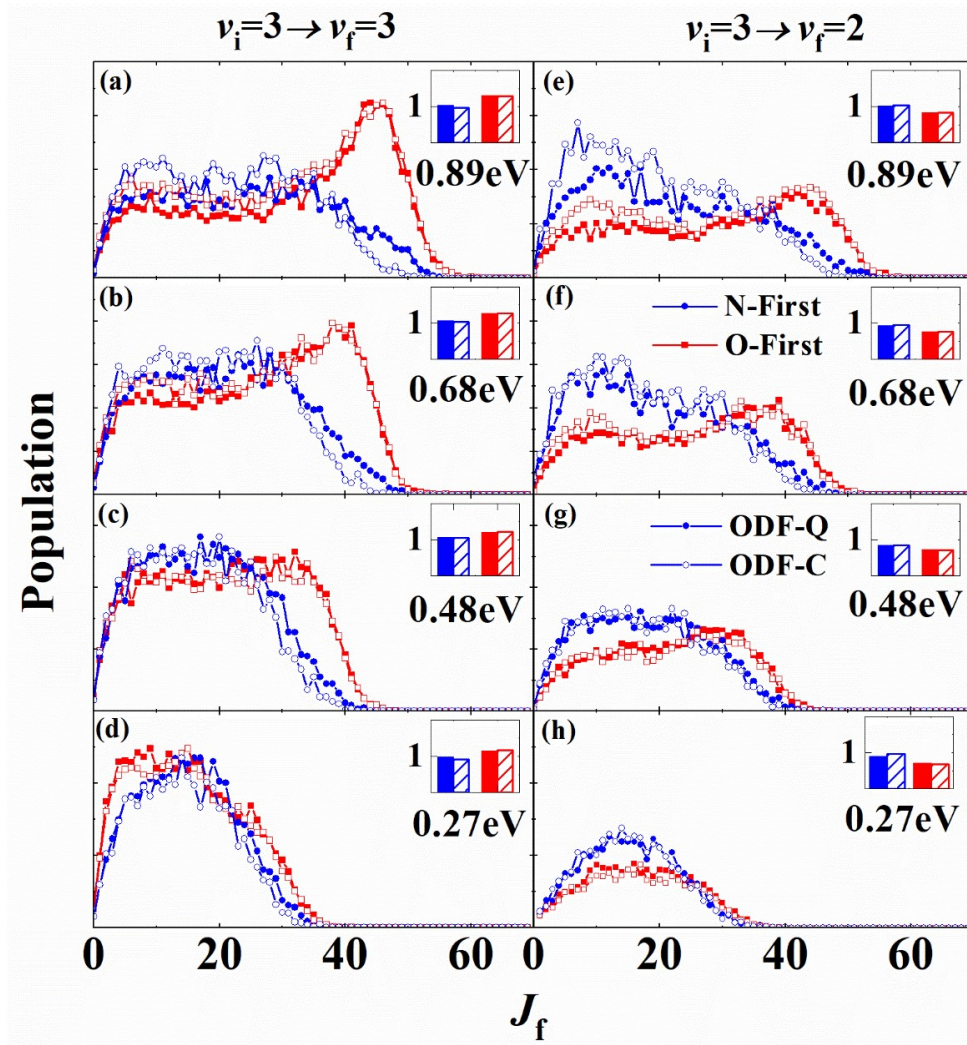 vi=3→vf=3
vi=3→vf=2
(a)
1
0.89eV
(e)
1
0.89eV
(b)
1
0.68eV
(f)
N-First
O-First
1
0.68eV
(c)
1
0.48eV
(g)
ODF-Q
ODF-C
1
0.48eV
(d)
1
0.27eV
(h)
1
0.27eV
Population
0 20 40 60 0 20 40 60
Jf